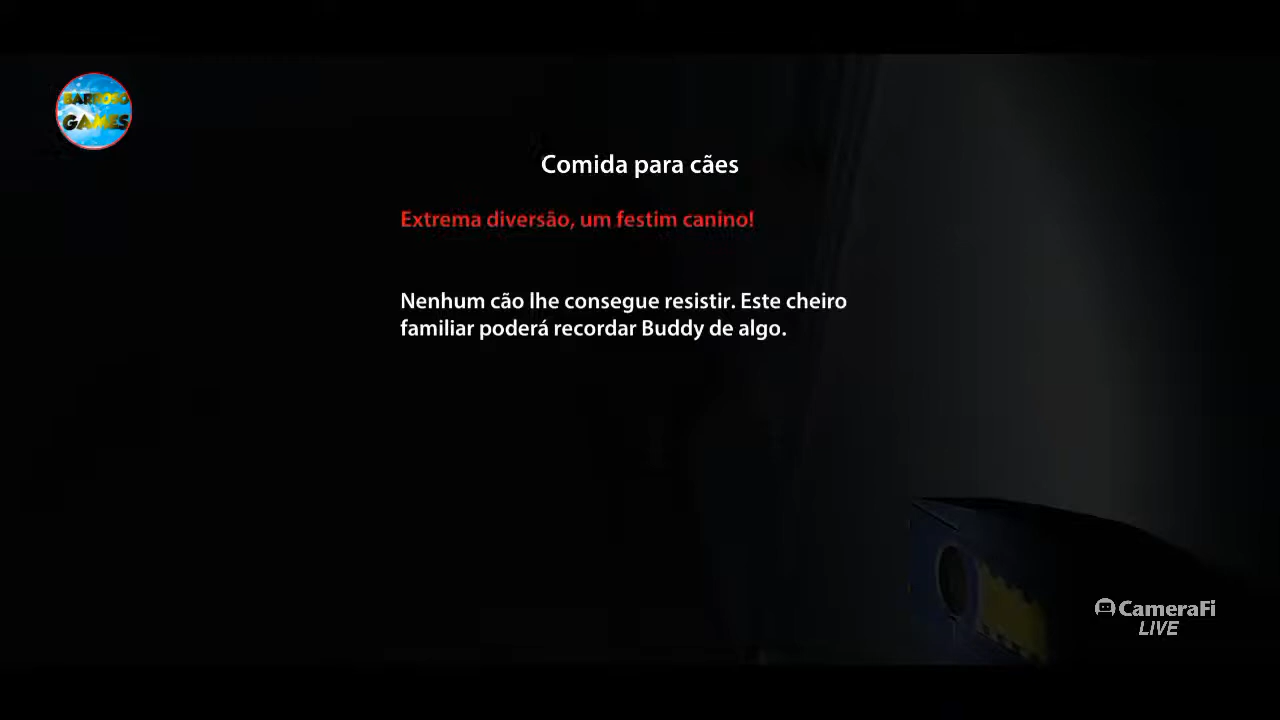 BARBOSO
GAMES
Comida para cães
Extrema diversão, um festim canino!
Nenhum cão lhe consegue resistir. Este cheiro
familiar poderá recordar Buddy de algo.
CameraFi
LIVE